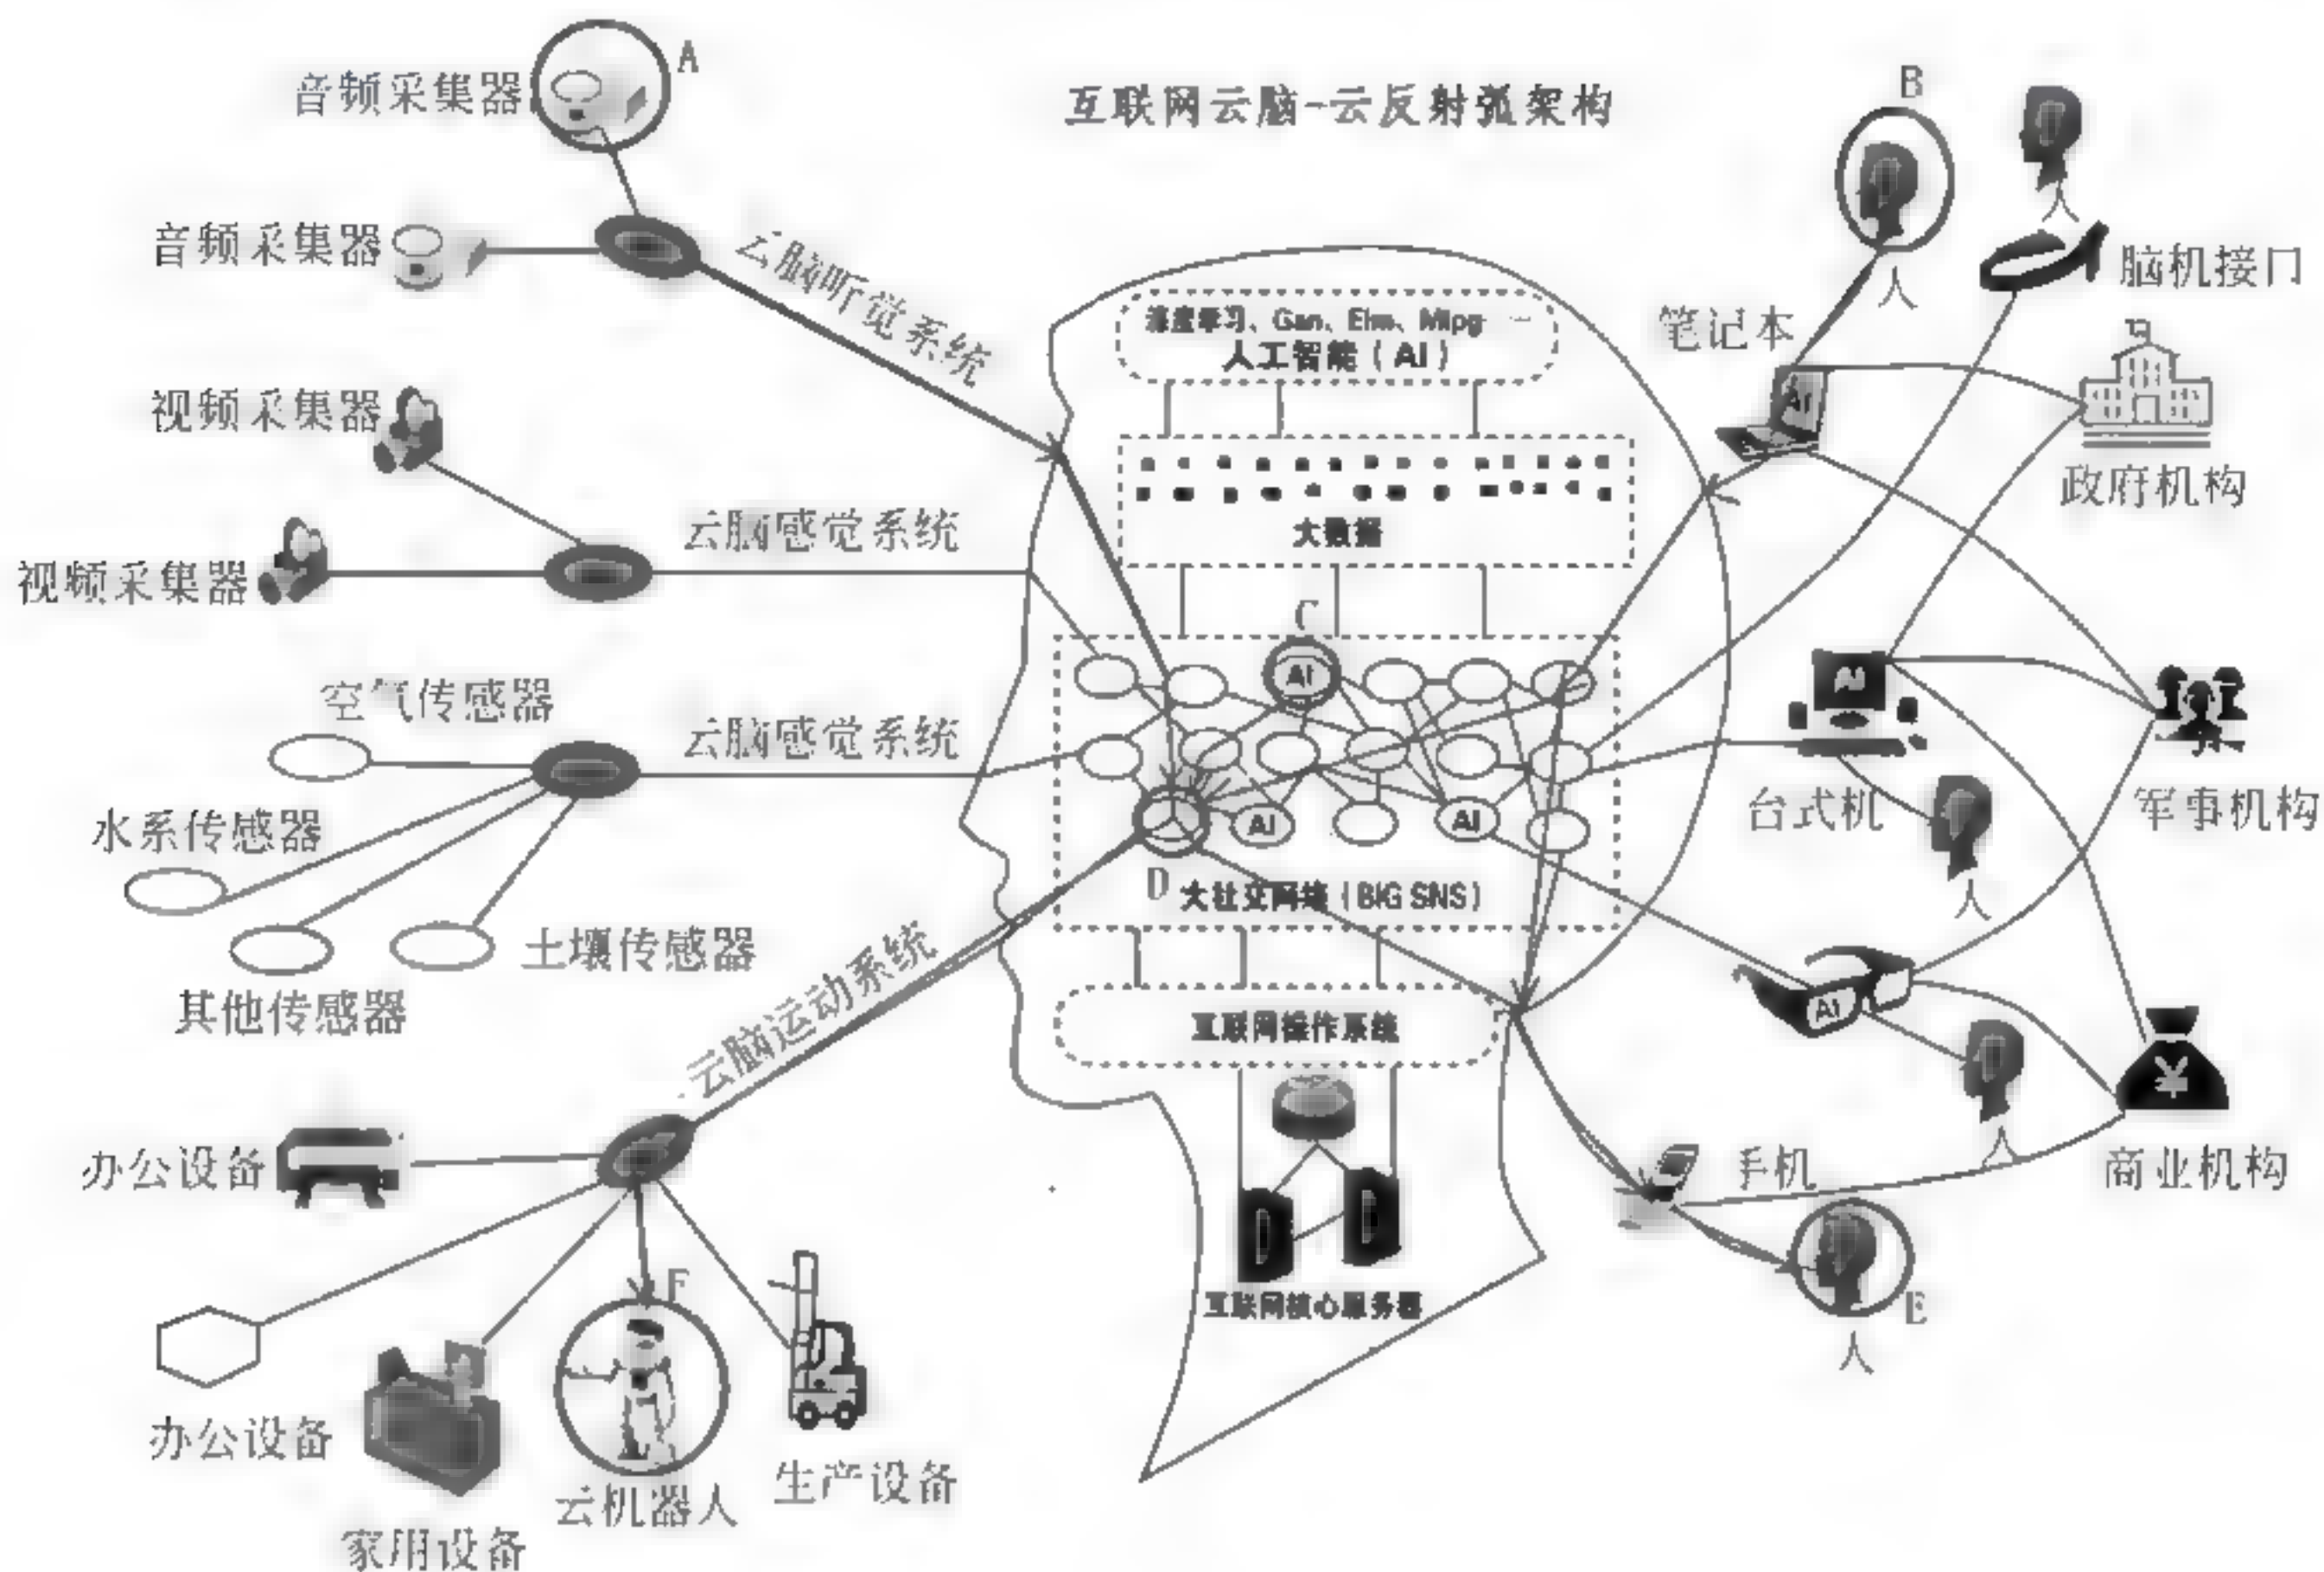 互联网云脑-云反射弧架构
音频采集器
A
音频采集器
云脑听觉系统
视频采集器
视频采集器
云脑感觉系统
空气传感器
云脑感觉系统
水系传感器
其他传感器
土壤传感器
云脑运动系统
办公设备
办公设备
家用设备
F
云机器人
生产设备
深度学习、Gan、Elm、
人工智能(AI)
大数据
C
AI
AI
AI
D
大社交网络(BIG SNS)
互联网操作系统
互联网核心服务器
B
人
人
脑机接口
笔记本
AI
政府机构
AI
台式机
人
军事机构
AI
人
商业机构
手机
E
人